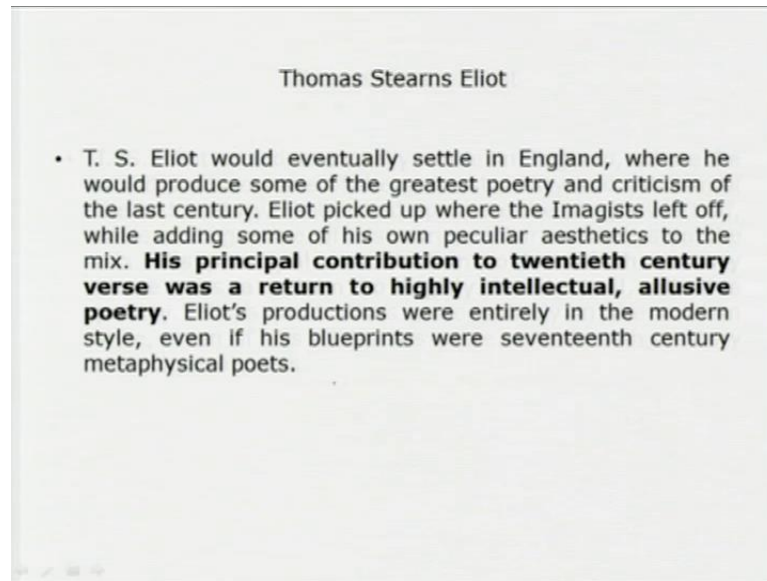 Thomas Stearns Eliot
• T. S. Eliot would eventually settle in England, where he
would produce some of the greatest poetry and criticism of
the last century. Eliot picked up where the Imagists left off,
while adding some of his own peculiar aesthetics to the
mix. His principal contribution to twentieth century
verse was a return to highly intellectual, allusive
poetry. Eliot’s productions were entirely in the modern
style, even if his blueprints were seventeenth century
metaphysical poets.